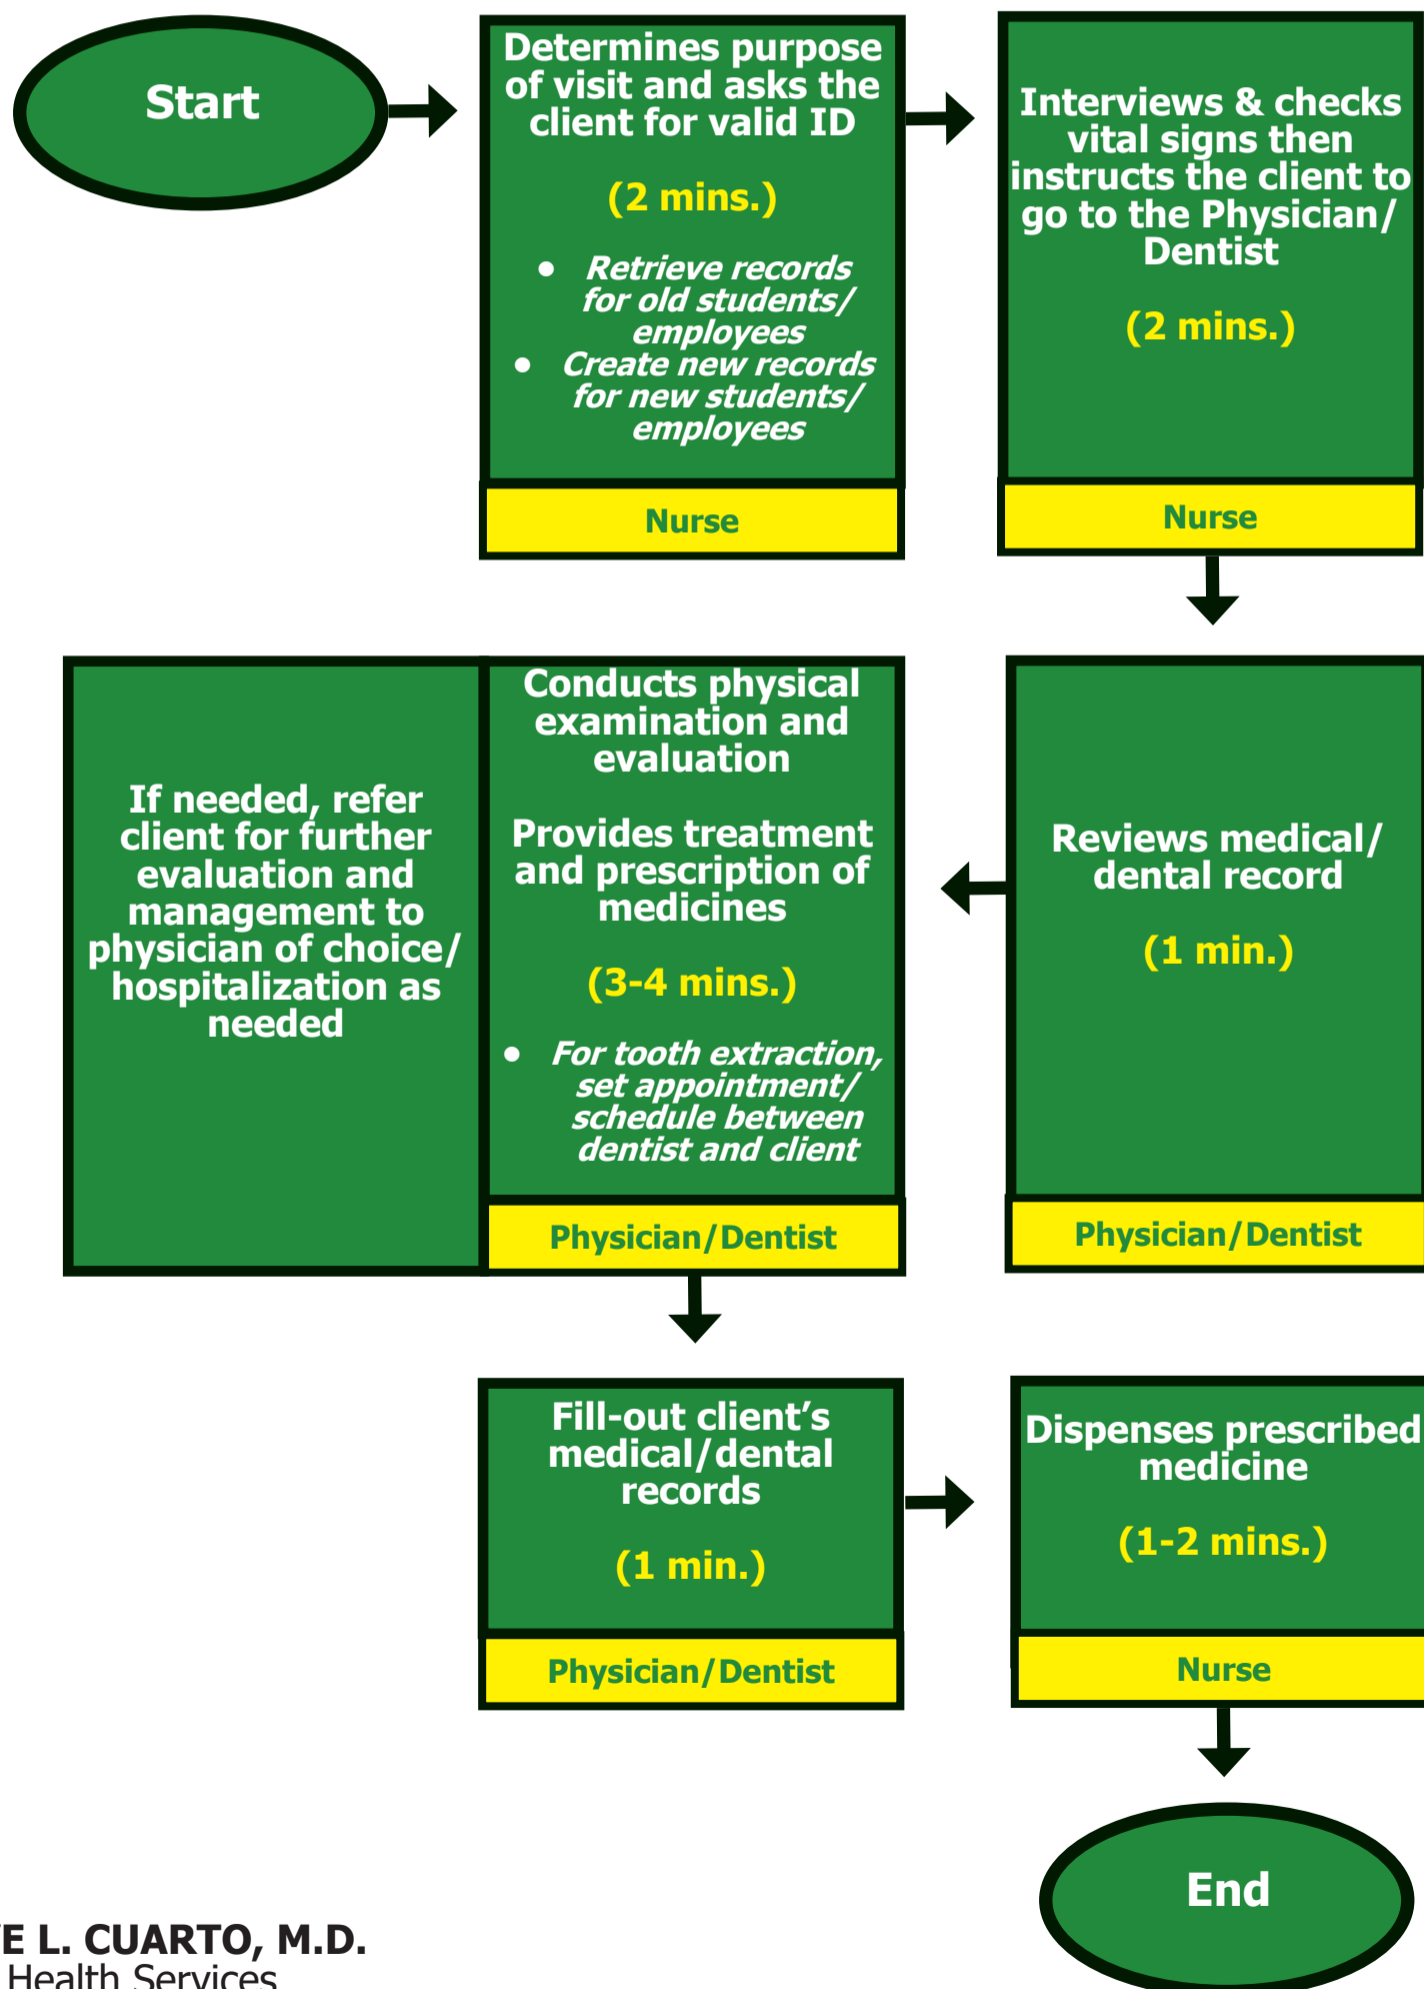 Start
Determines purpose
of visit and asks the
client for valid ID
(2 mins.)
• Retrieve records
for old students/
employees
• Create new records
for new students/
employees
Nurse
Interviews & checks
vital signs then
instructs the client to
go to the Physician/
Dentist
(2 mins.)
Nurse
Reviews medical/
dental record
(1 min.)
Physician/Dentist
Conducts physical
examination and
evaluation
Provides treatment
and prescription of
medicines
(3-4 mins.)
• For tooth extraction,
set appointment/
schedule between
dentist and client
Physician/Dentist
If needed, refer
client for further
evaluation and
management to
physician of choice/
hospitalization as
needed
Fill-out client’s
medical/dental
records
(1 min.)
Physician/Dentist
Dispenses prescribed
medicine
(1-2 mins.)
Nurse
End
L. CUARTO, M.D.
Health Services